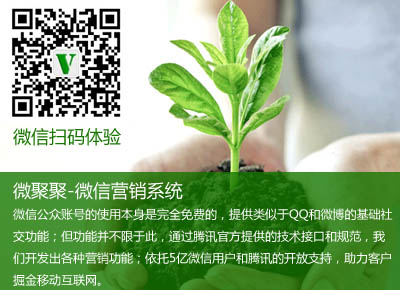 V
微信扫码体验
微聚聚-微信营销系统
微信公众账号的使用本身是完全免费的，提供类似于QQ和微博的基础社
交功能；但功能并不限于此，通过腾讯官方提供的技术接口和规范，我
们开发出各种营销功能；依托5亿微信用户和腾讯的开放支持，助力客户
掘金移动互联网。